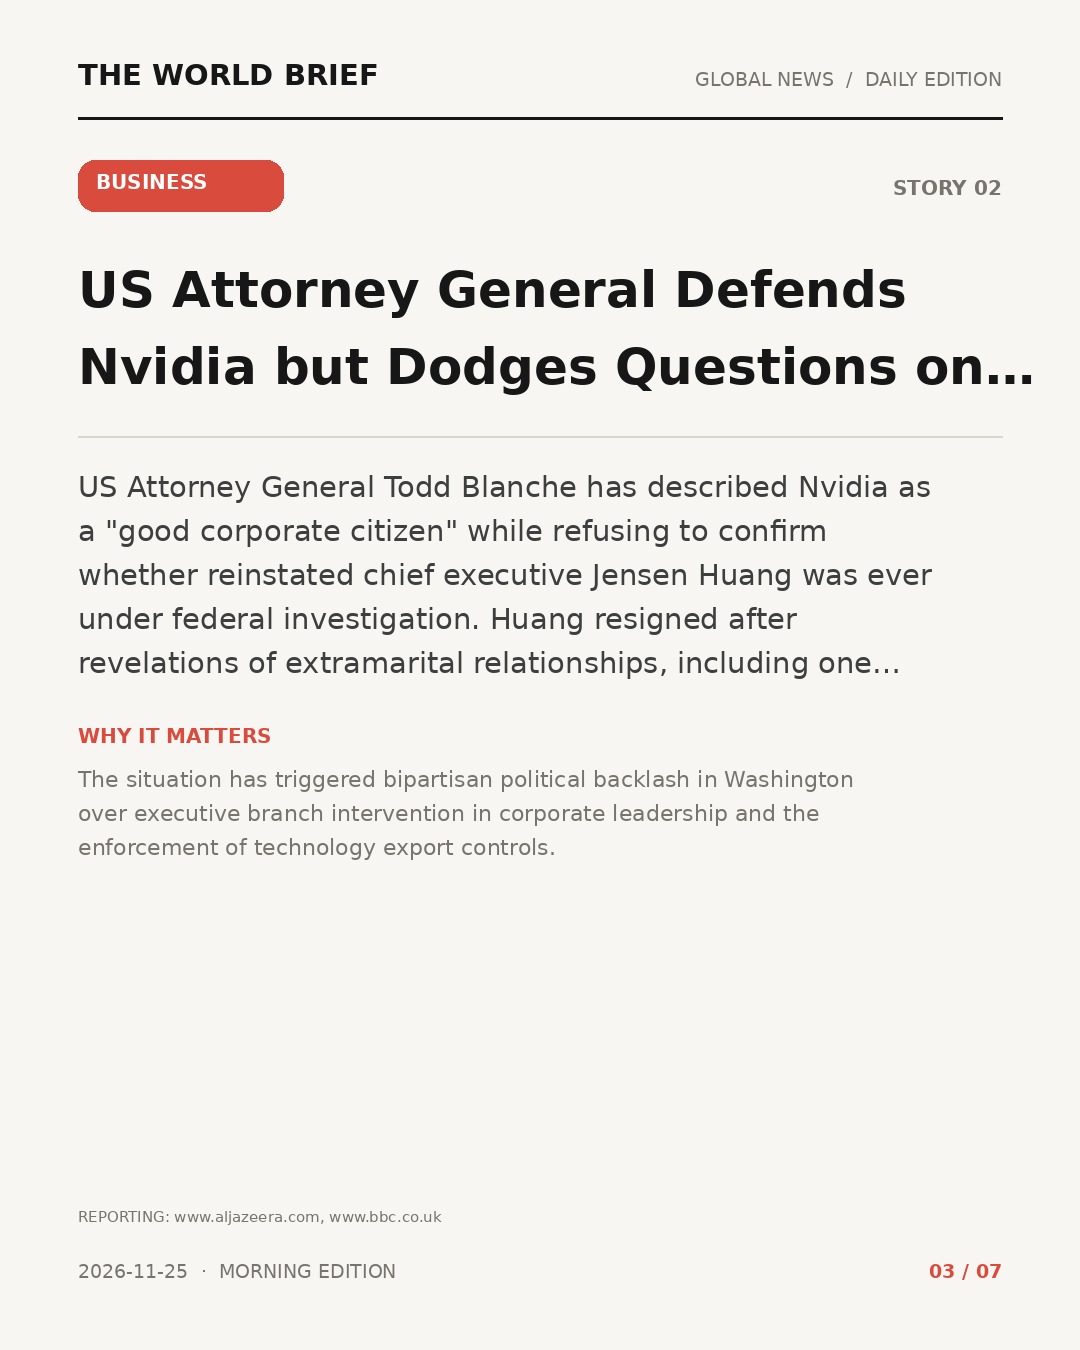 THE WORLD BRIEF
GLOBAL NEWS / DAILY EDITION
BUSINESS
STORY 02
US Attorney General Defends
Nvidia but Dodges Questions on…
US Attorney General Todd Blanche has described Nvidia as
a "good corporate citizen" while refusing to confirm
whether reinstated chief executive Jensen Huang was ever
under federal investigation. Huang resigned after
revelations of extramarital relationships, including one…
WHY IT MATTERS
The situation has triggered bipartisan political backlash in Washington
over executive branch intervention in corporate leadership and the
enforcement of technology export controls.
REPORTING: www.aljazeera.com, www.bbc.co.uk
2026-11-25 · MORNING EDITION
03 / 07